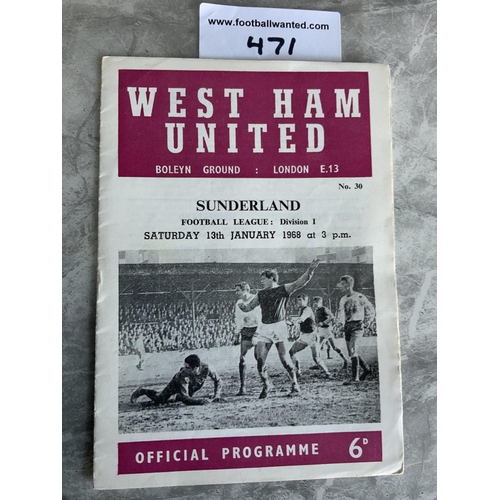 www.footballwanted.com
471
WEST HAM
UNITED
BOLEYN GROUND : LONDON E.13
No. 30
SUNDERLAND
FOOTBALL LEAGUE: Division I
SATURDAY 13th JANUARY 1968 at 3 p.m.
OFFICIAL PROGRAMME 6D